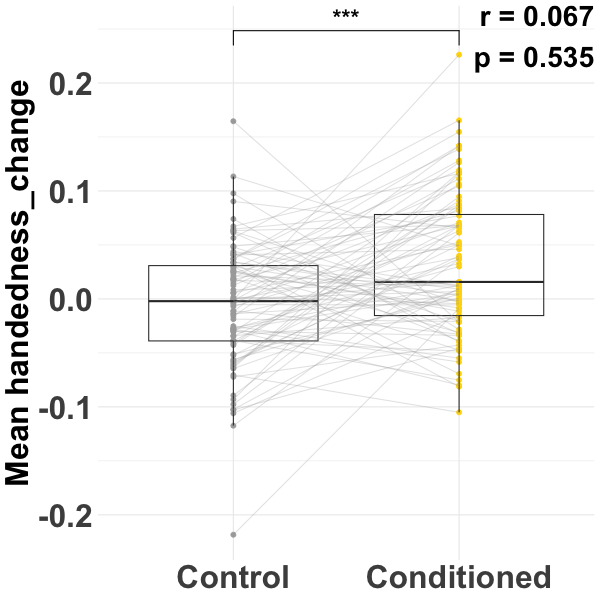 ***
r = 0.067
p = 0.535
Mean handedness_change
0.2
0.1
0.0
-0.1
-0.2
Control
Conditioned